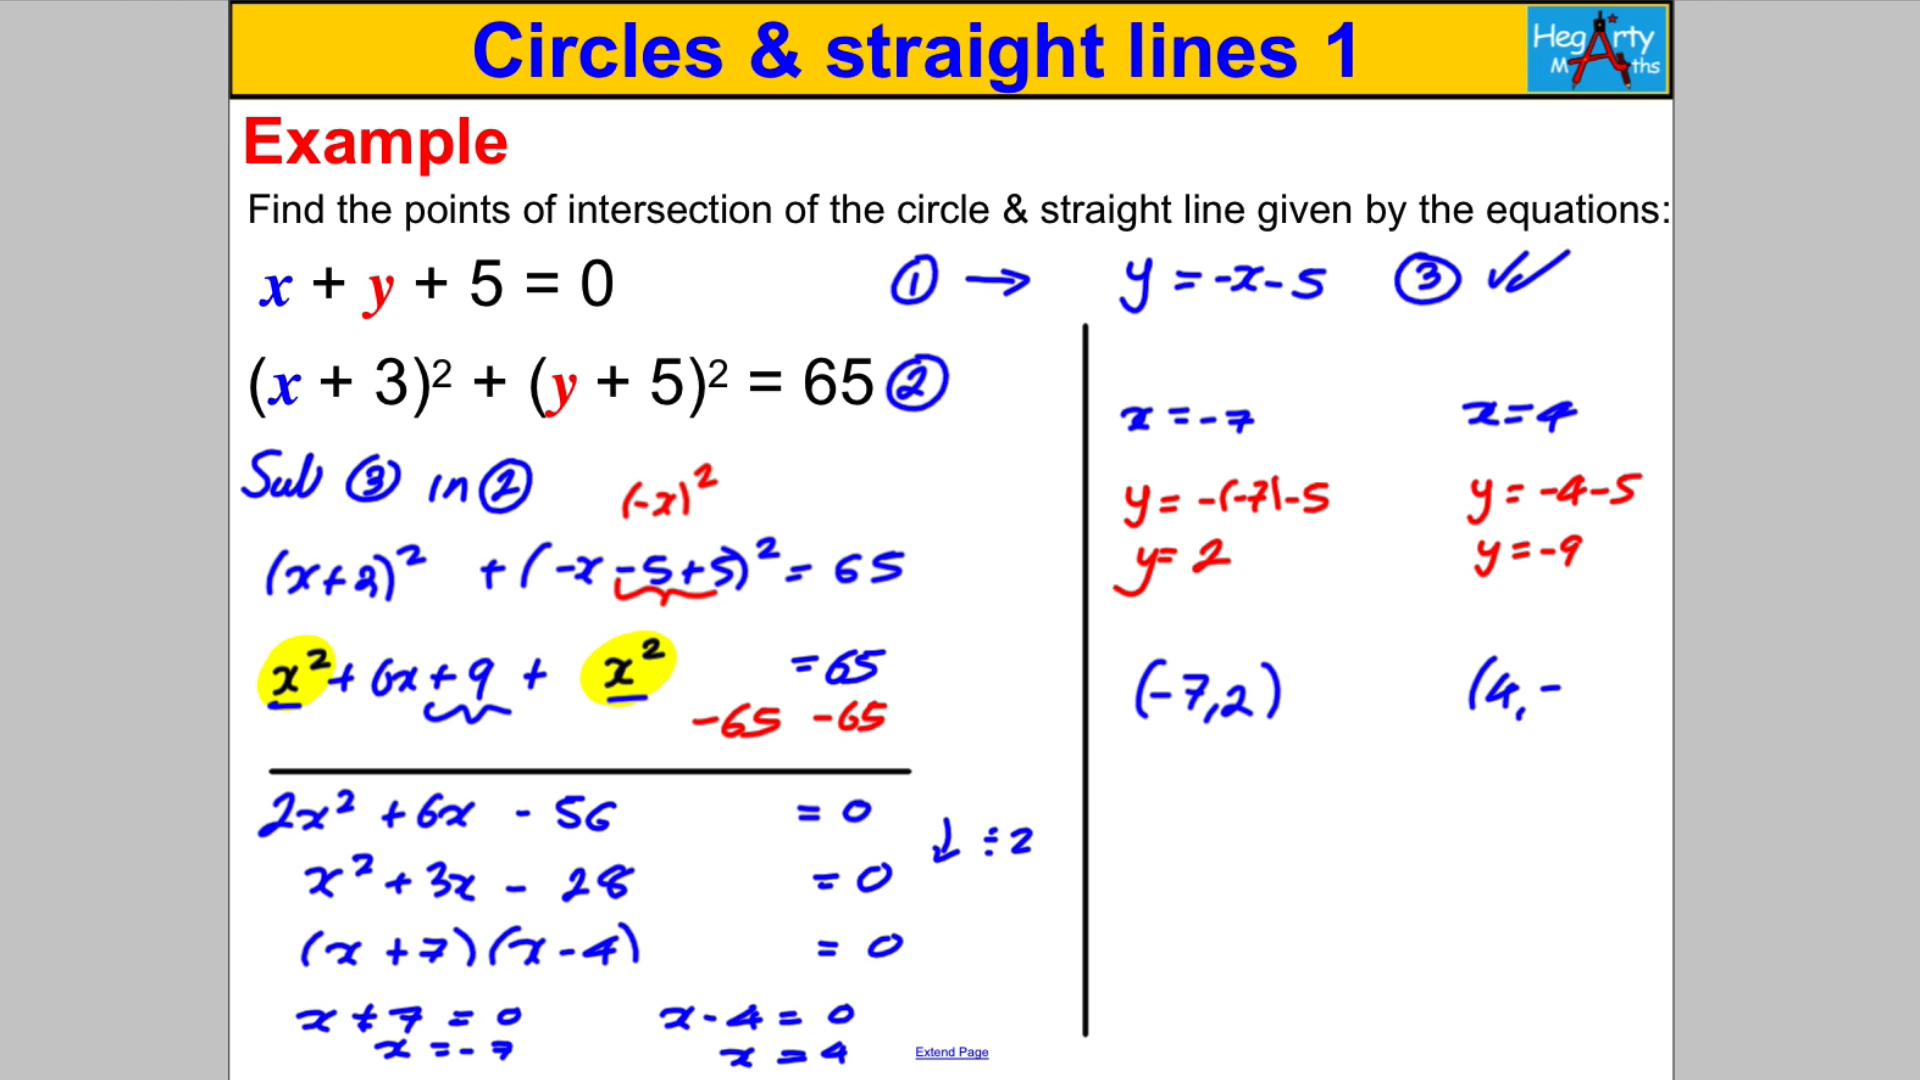 Circles & straight lines 1
HegArty
Maths
Example
Find the points of intersection of the circle & straight line given by the equations:
x + y + 5 = 0 ① → y = -x - 5 ③ ✓✓
(x + 3)² + (y + 5)² = 65 ②
Sub ③ in ②
(-x)²
(x+3)² + (-x - 5 + 5)² = 65
x² + 6x + 9 + x² = 65
-65 -65
2x² + 6x - 56 = 0
↓ ÷2
x² + 3x - 28 = 0
(x + 7)(x - 4) = 0
x + 7 = 0 x - 4 = 0
x = -7 x = 4
Extend Page
x = -7 x = 4
y = -(-7) - 5 y = -4 - 5
y = 2 y = -9
(-7, 2) (4, -